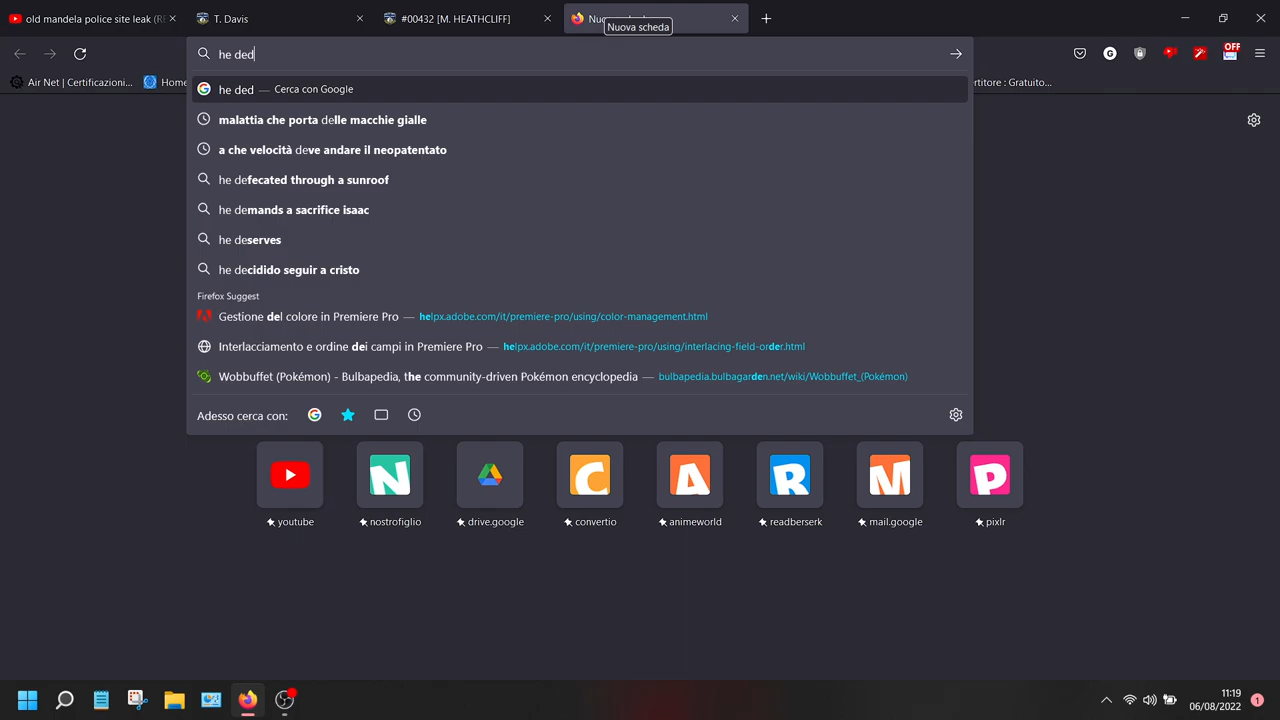 old mandela police site leak (RE
T. Davis
#00432 [M. HEATHCLIFF]
Nuova scheda
he ded
OFF
Air Net | Certificazioni...
Home
ertitore : Gratuito...
he ded — Cerca con Google
malattia che porta delle macchie gialle
a che velocità deve andare il neopatentato
he defecated through a sunroof
he demands a sacrifice isaac
he deserves
he decidido seguir a cristo
Firefox Suggest
Gestione del colore in Premiere Pro — helpx.adobe.com/it/premiere-pro/using/color-management.html
Interlacciamento e ordine dei campi in Premiere Pro — helpx.adobe.com/it/premiere-pro/using/interlacing-field-order.html
Wobbuffet (Pokémon) - Bulbapedia, the community-driven Pokémon encyclopedia — bulbapedia.bulbagarden.net/wiki/Wobbuffet_(Pokémon)
Adesso cerca con:
N C A R M P
youtube nostrofiglio drive.google convertio animeworld readberserk mail.google pixlr
11:19
06/08/2022
1